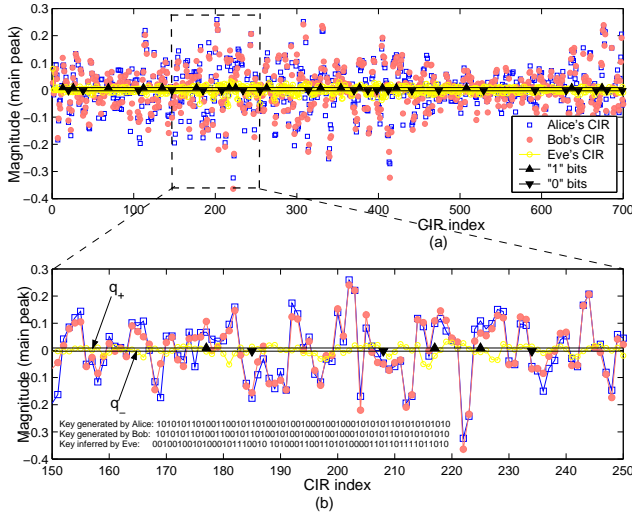 0.3
0.2
0.1
0
-0.1
-0.2
-0.3
-0.4
Magnitude (main peak)
Alice's CIR
Bob's CIR
Eve's CIR
"1" bits
"0" bits
0 100 200 300 400 500 600 700
CIR index
(a)
0.3
0.2
0.1
0
-0.1
-0.2
-0.3
-0.4
Magnitude (main peak)
q+
q_
Key generated by Alice:
Key generated by Bob:
Key inferred by Eve:
150 160 170 180 190 200 210 220 230 240 250
CIR index
(b)